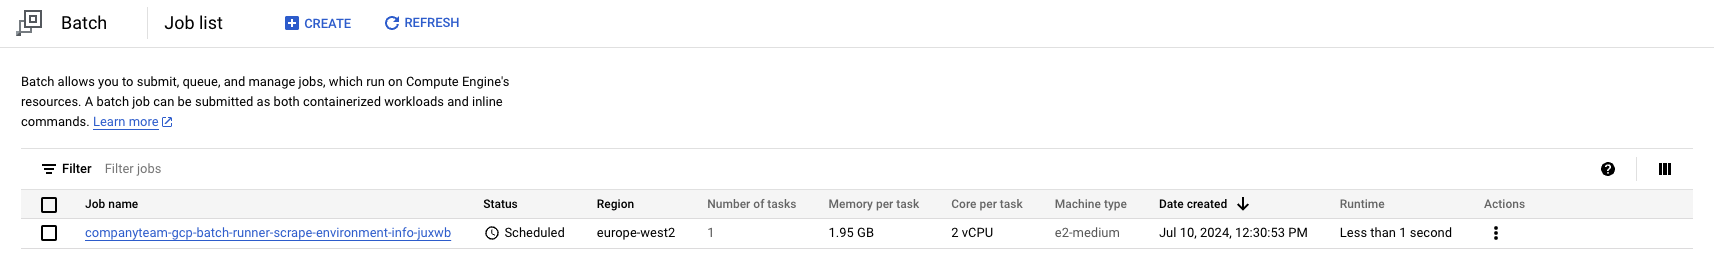 Batch
Job list
CREATE
REFRESH
Batch allows you to submit, queue, and manage jobs, which run on Compute Engine's
resources. A batch job can be submitted as both containerized workloads and inline
commands. Learn more
Filter Filter jobs
Job name Status Region Number of tasks Memory per task Core per task Machine type Date created Runtime Actions
companyteam-gcp-batch-runner-scrape-environment-info-juxwb Scheduled europe-west2 1 1.95 GB 2 vCPU e2-medium Jul 10, 2024, 12:30:53 PM Less than 1 second